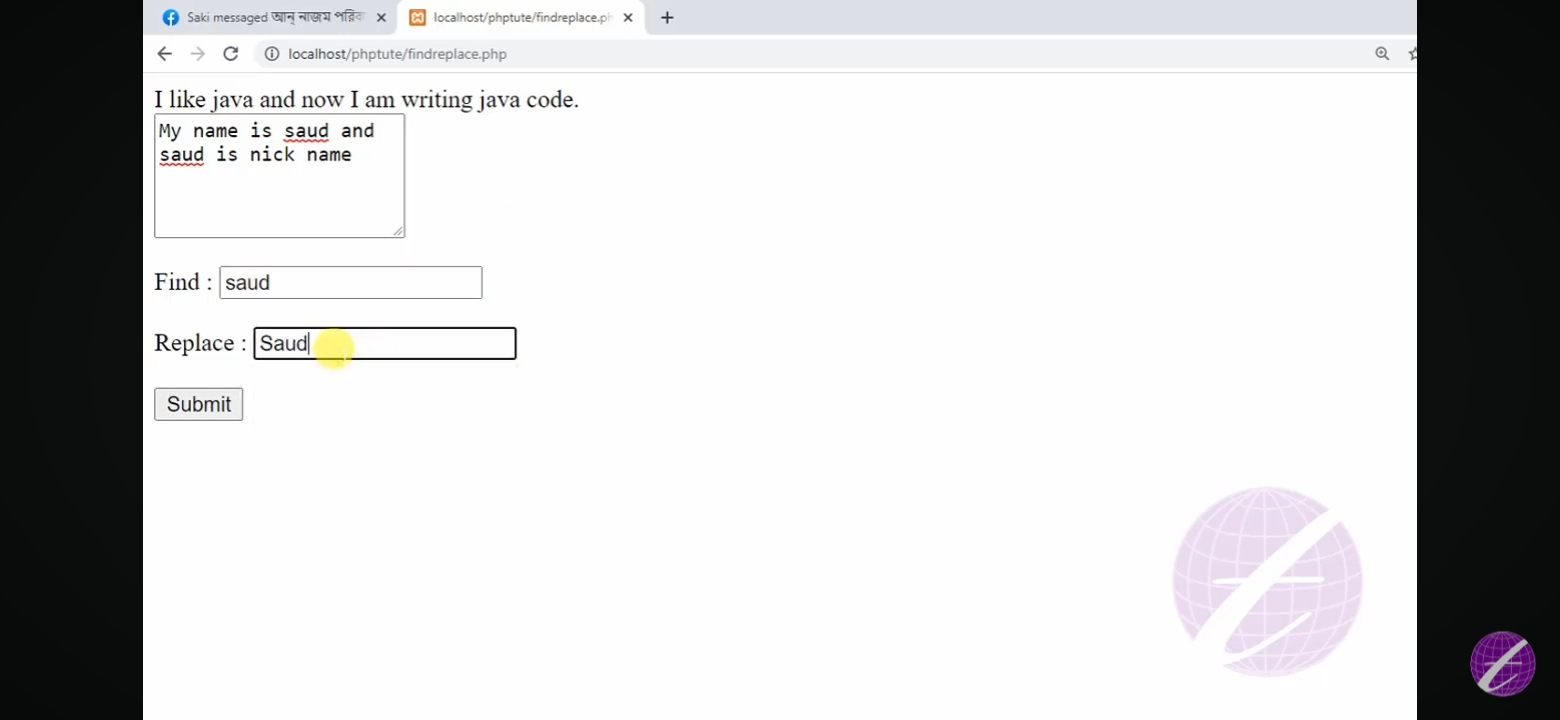 Saki messaged আন্ নাজম পরিব
localhost/phptute/findreplace.ph
localhost/phptute/findreplace.php
I like java and now I am writing java code.
My name is saud and
saud is nick name
Find : saud
Replace : Saud
Submit